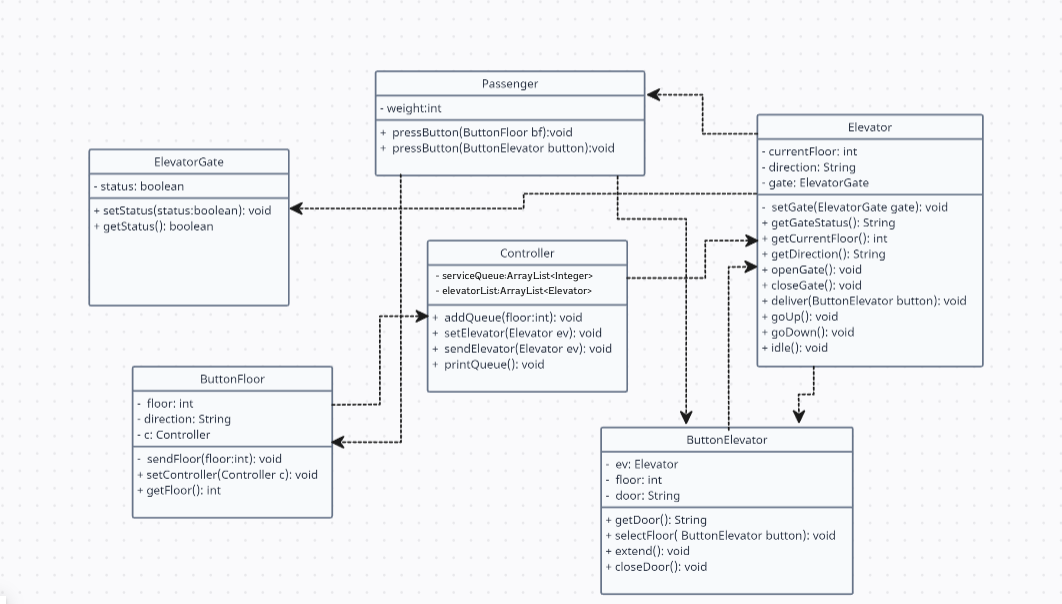 Passenger
- weight:int
+ pressButton(ButtonFloor bf):void
+ pressButton(ButtonElevator button):void
Elevator
- currentFloor: int
- direction: String
- gate: ElevatorGate
- setGate(ElevatorGate gate): void
+ getGateStatus(): String
+ getCurrentFloor(): int
+ getDirection(): String
+ openGate(): void
+ closeGate(): void
+ deliver(ButtonElevator button): void
+ goUp(): void
+ goDown(): void
+ idle(): void
ElevatorGate
- status: boolean
+ setStatus(status:boolean): void
+ getStatus(): boolean
Controller
- serviceQueue:ArrayList<Integer>
- elevatorList:ArrayList<Elevator>
+ addQueue(floor:int): void
+ setElevator(Elevator ev): void
+ sendElevator(Elevator ev): void
+ printQueue(): void
ButtonFloor
- floor: int
- direction: String
- c: Controller
- sendFloor(floor:int): void
+ setController(Controller c): void
+ getFloor(): int
ButtonElevator
- ev: Elevator
- floor: int
- door: String
+ getDoor(): String
+ selectFloor( ButtonElevator button): void
+ extend(): void
+ closeDoor(): void